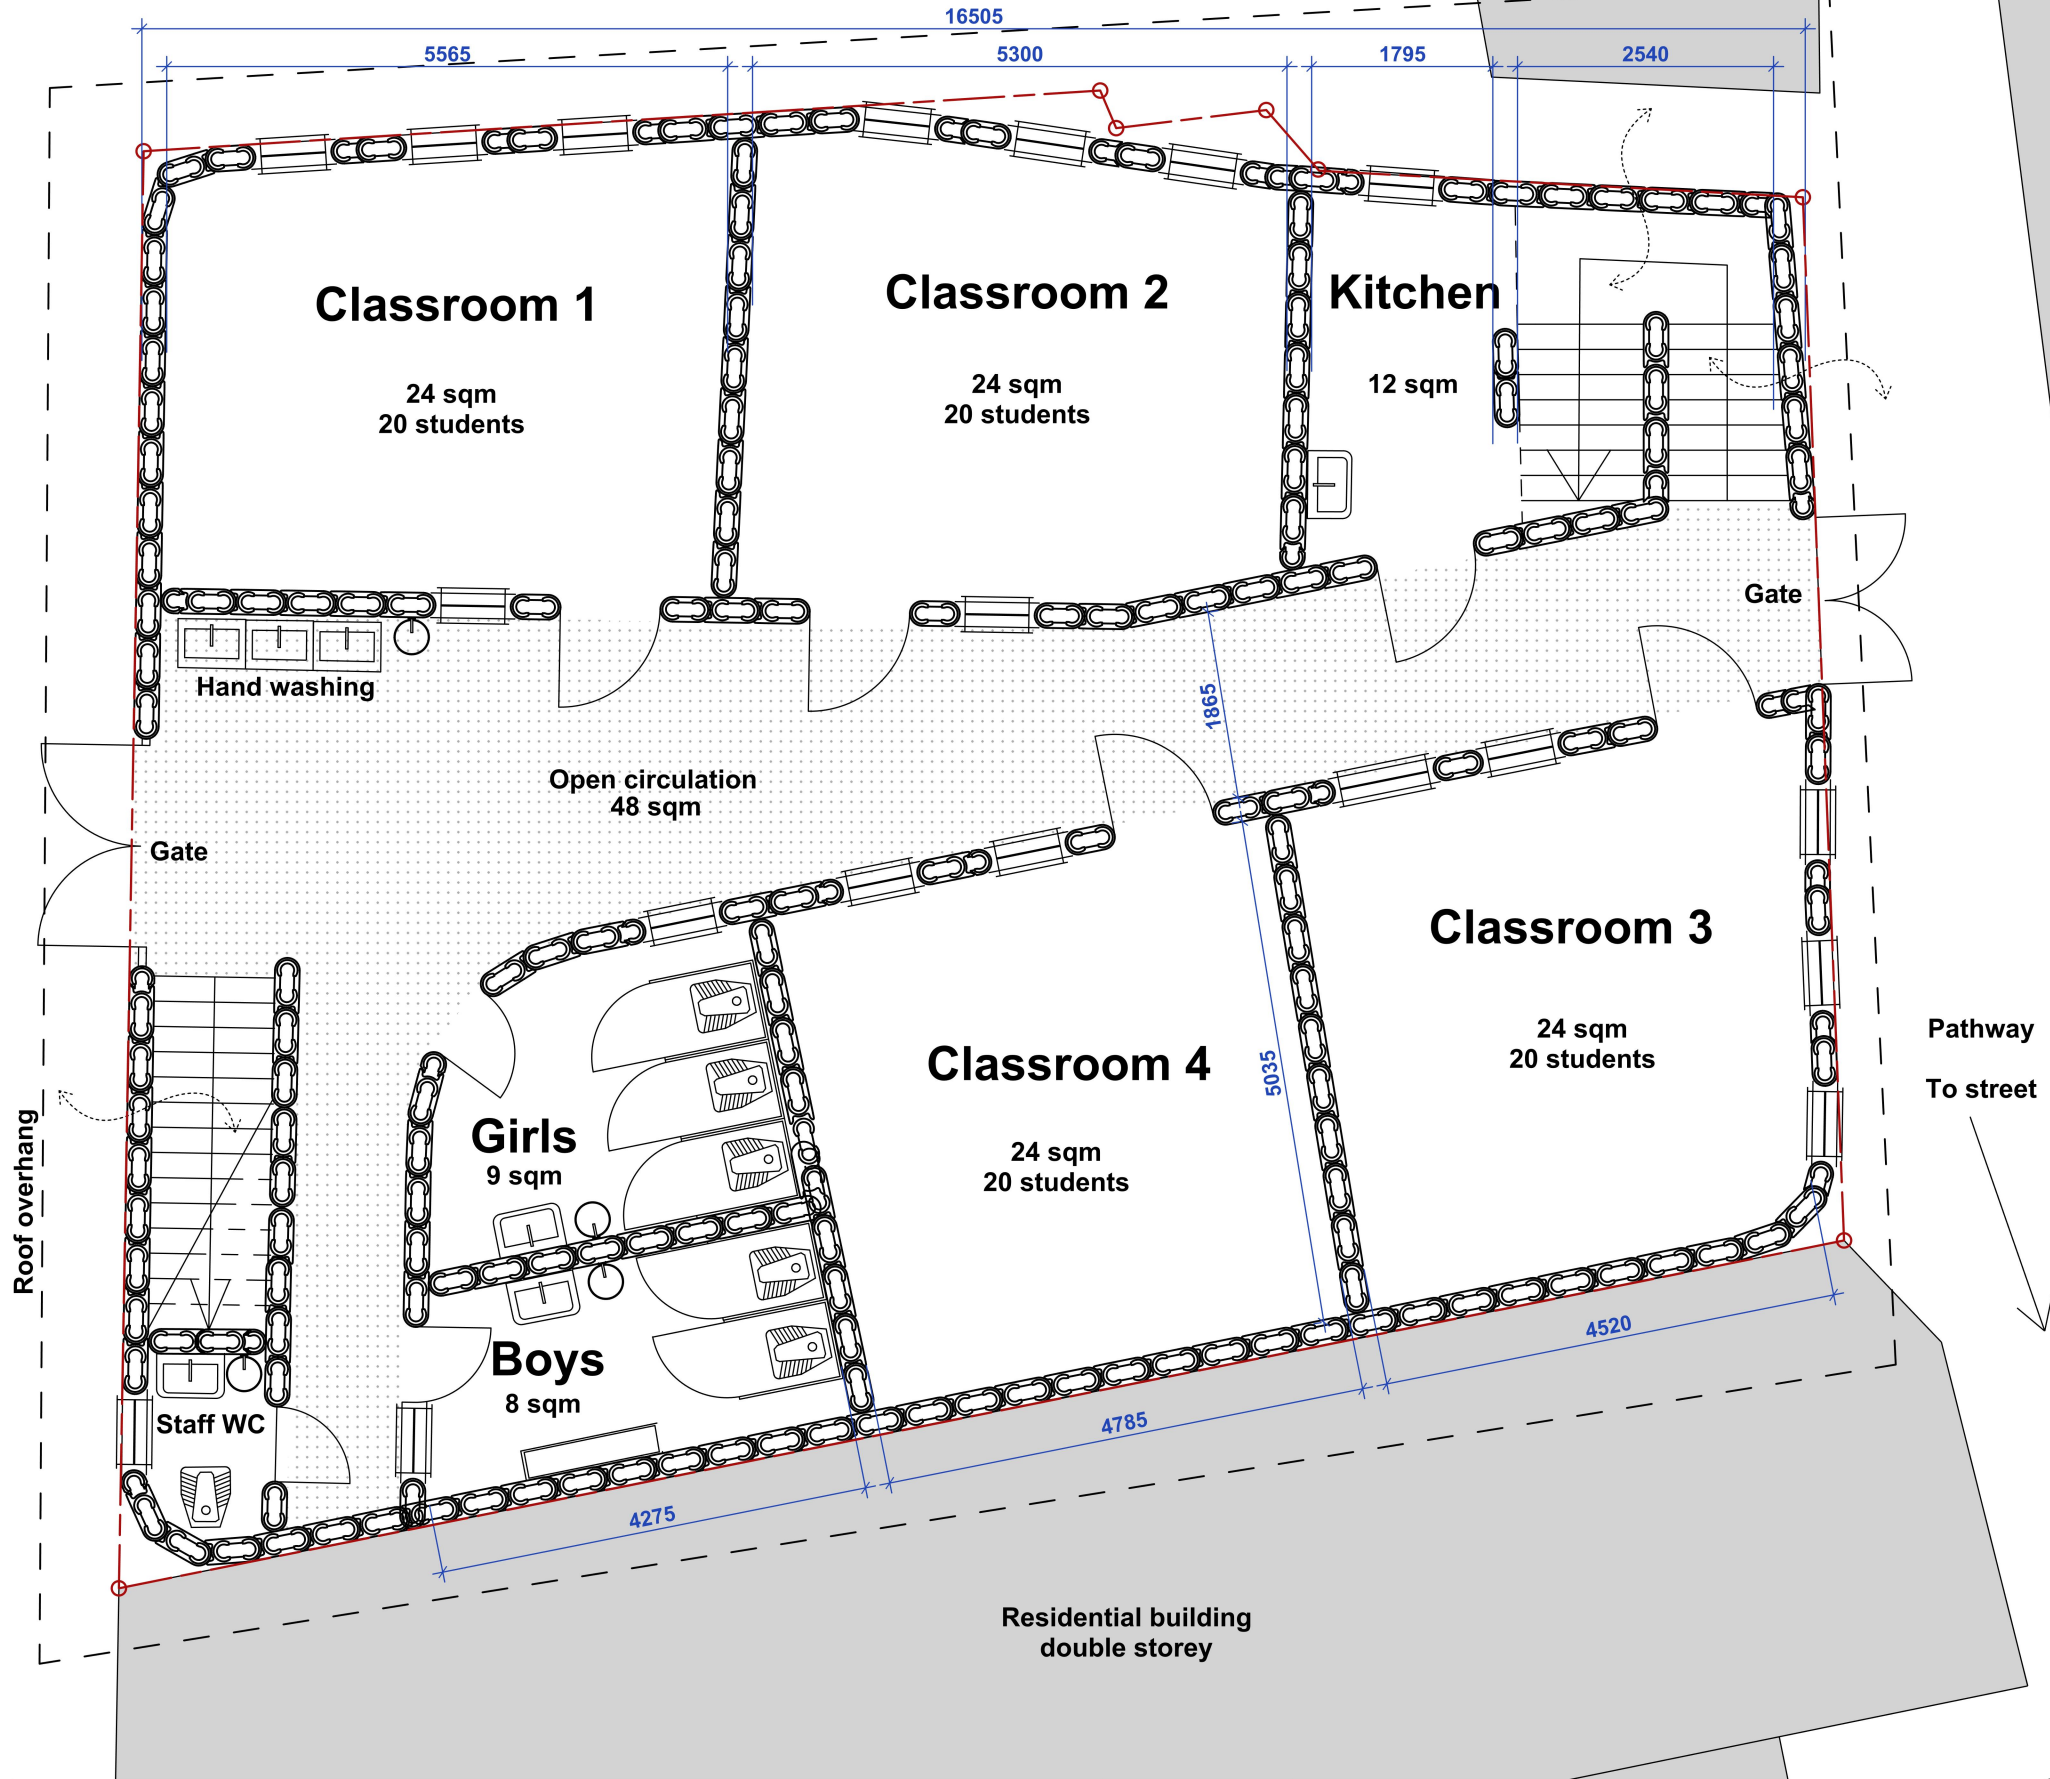 16505
5565
5300
1795
2540
Classroom 1
24 sqm
20 students
Classroom 2
24 sqm
20 students
Kitchen
12 sqm
Gate
Hand washing
1865
Open circulation
48 sqm
Gate
Classroom 3
24 sqm
20 students
Pathway
To street
Classroom 4
24 sqm
20 students
5035
Girls
9 sqm
Roof overhang
Boys
8 sqm
Staff WC
4520
4785
4275
Residential building
double storey